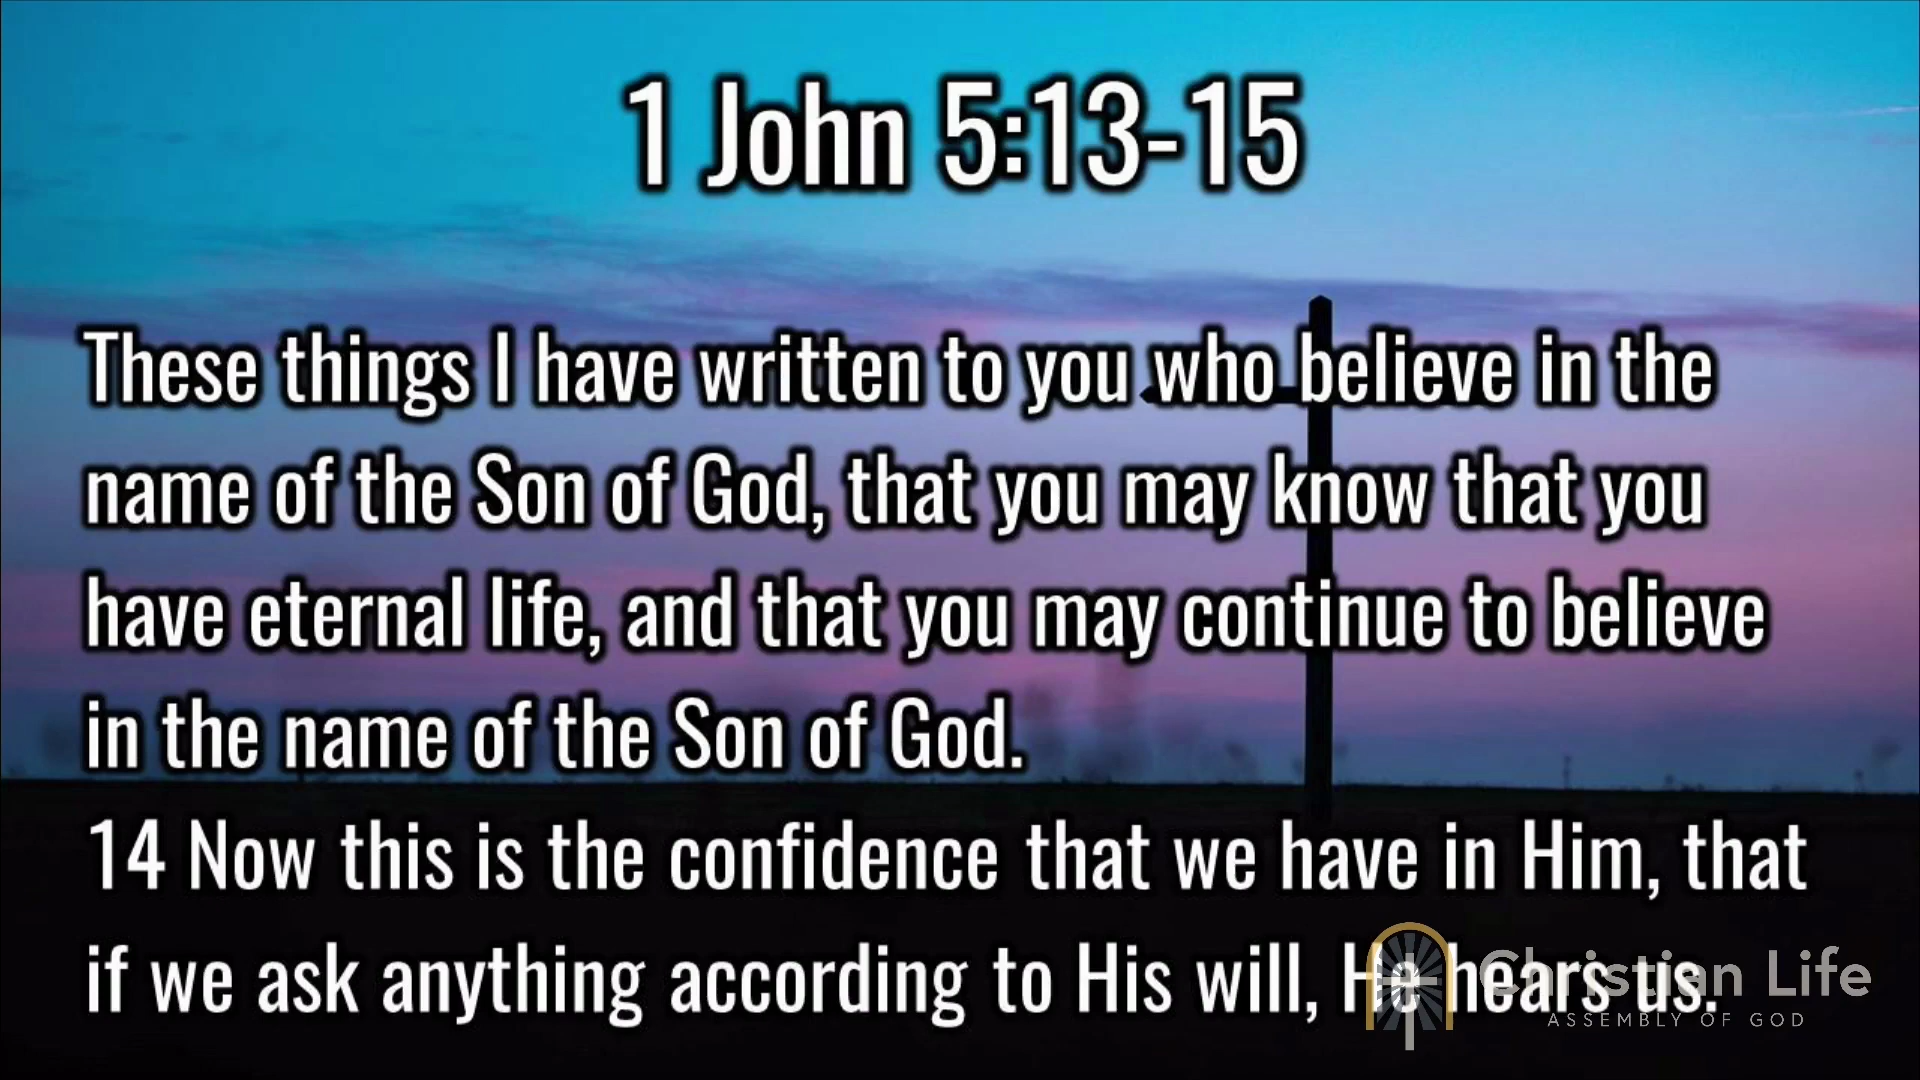 1 John 5:13-15
These things I have written to you who believe in the
name of the Son of God, that you may know that you
have eternal life, and that you may continue to believe
in the name of the Son of God.
14 Now this is the confidence that we have in Him, that
if we ask anything according to His will, He hears us.
Christian Life
ASSEMBLY OF GOD